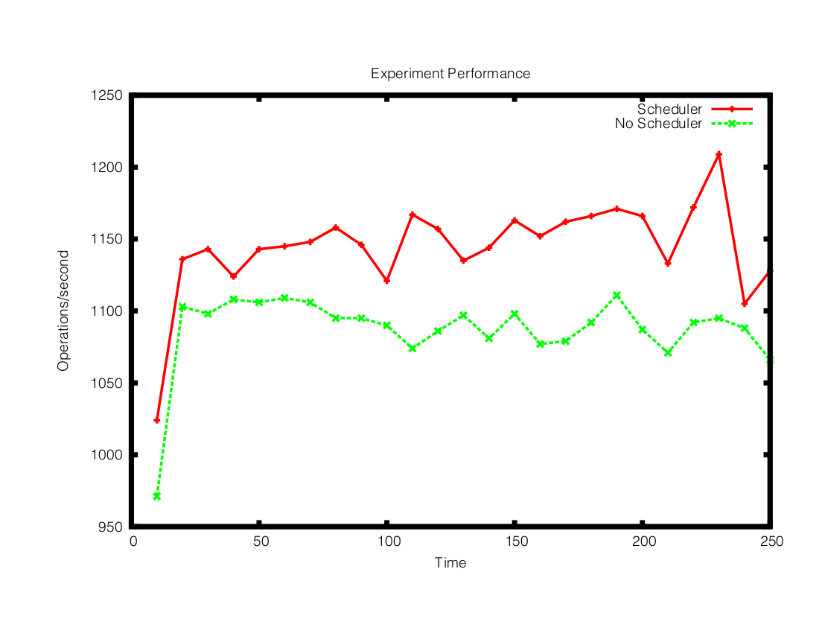 Experiment Performance
1250
Scheduler
No Scheduler
1200
1150
1100
1050
1000
950
Operations/second
0 50 100 150 200 250
Time